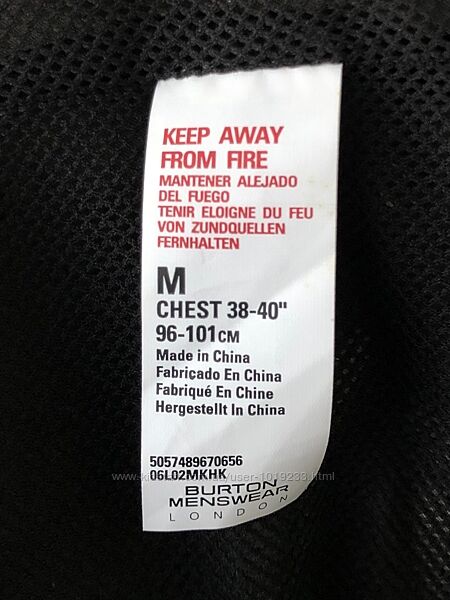 KEEP AWAY
FROM FIRE
MANTENER ALEJADO
DEL FUEGO
TENIR ELOIGNE DU FEU
VON ZUNDQUELLEN
FERNHALTEN
M
CHEST 38-40"
96-101CM
Made in China
Fabricado En China
Fabriqué En Chine
Hergestellt In China
5057489670656
06L02MKHK
BURTON
MENSWEAR
LONDON